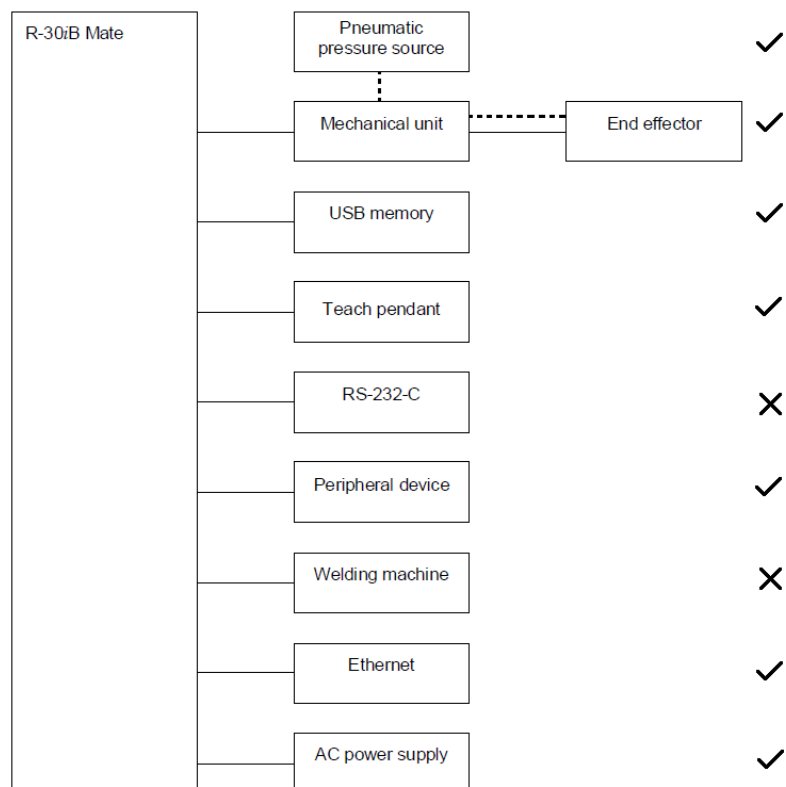 R-30iB Mate
Pneumatic
pressure source
Mechanical unit
End effector
USB memory
Teach pendant
RS-232-C
Peripheral device
Welding machine
Ethernet
AC power supply